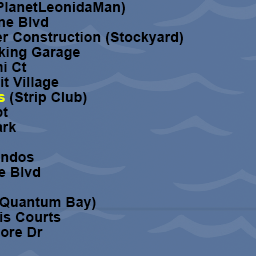 PlanetLeonidaMan)
ne Blvd
er Construction (Stockyard)
king Garage
ni Ct
it Village
s (Strip Club)
ot
ark
ndos
e Blvd
Quantum Bay)
is Courts
ore Dr